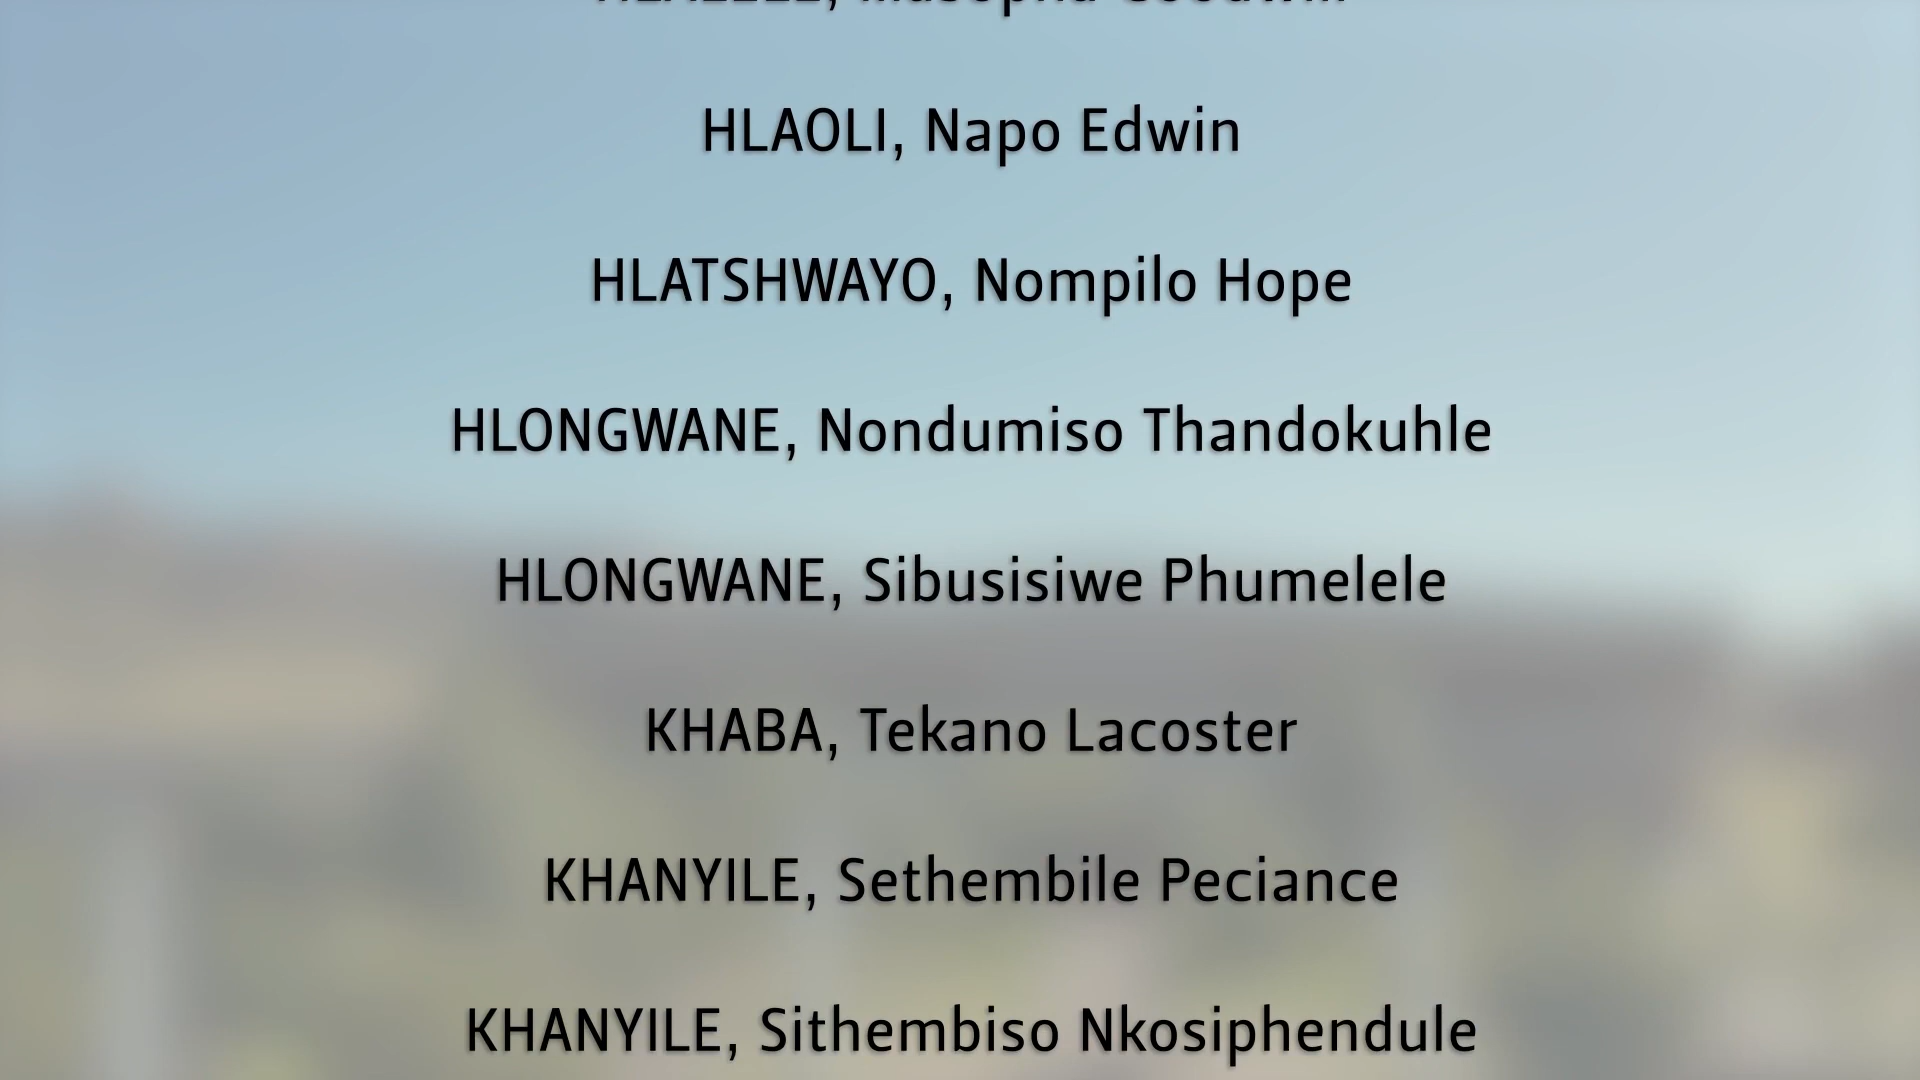 HLAOLI, Napo Edwin
HLATSHWAYO, Nompilo Hope
HLONGWANE, Nondumiso Thandokuhle
HLONGWANE, Sibusisiwe Phumelele
KHABA, Tekano Lacoster
KHANYILE, Sethembile Peciance
KHANYILE, Sithembiso Nkosiphendule